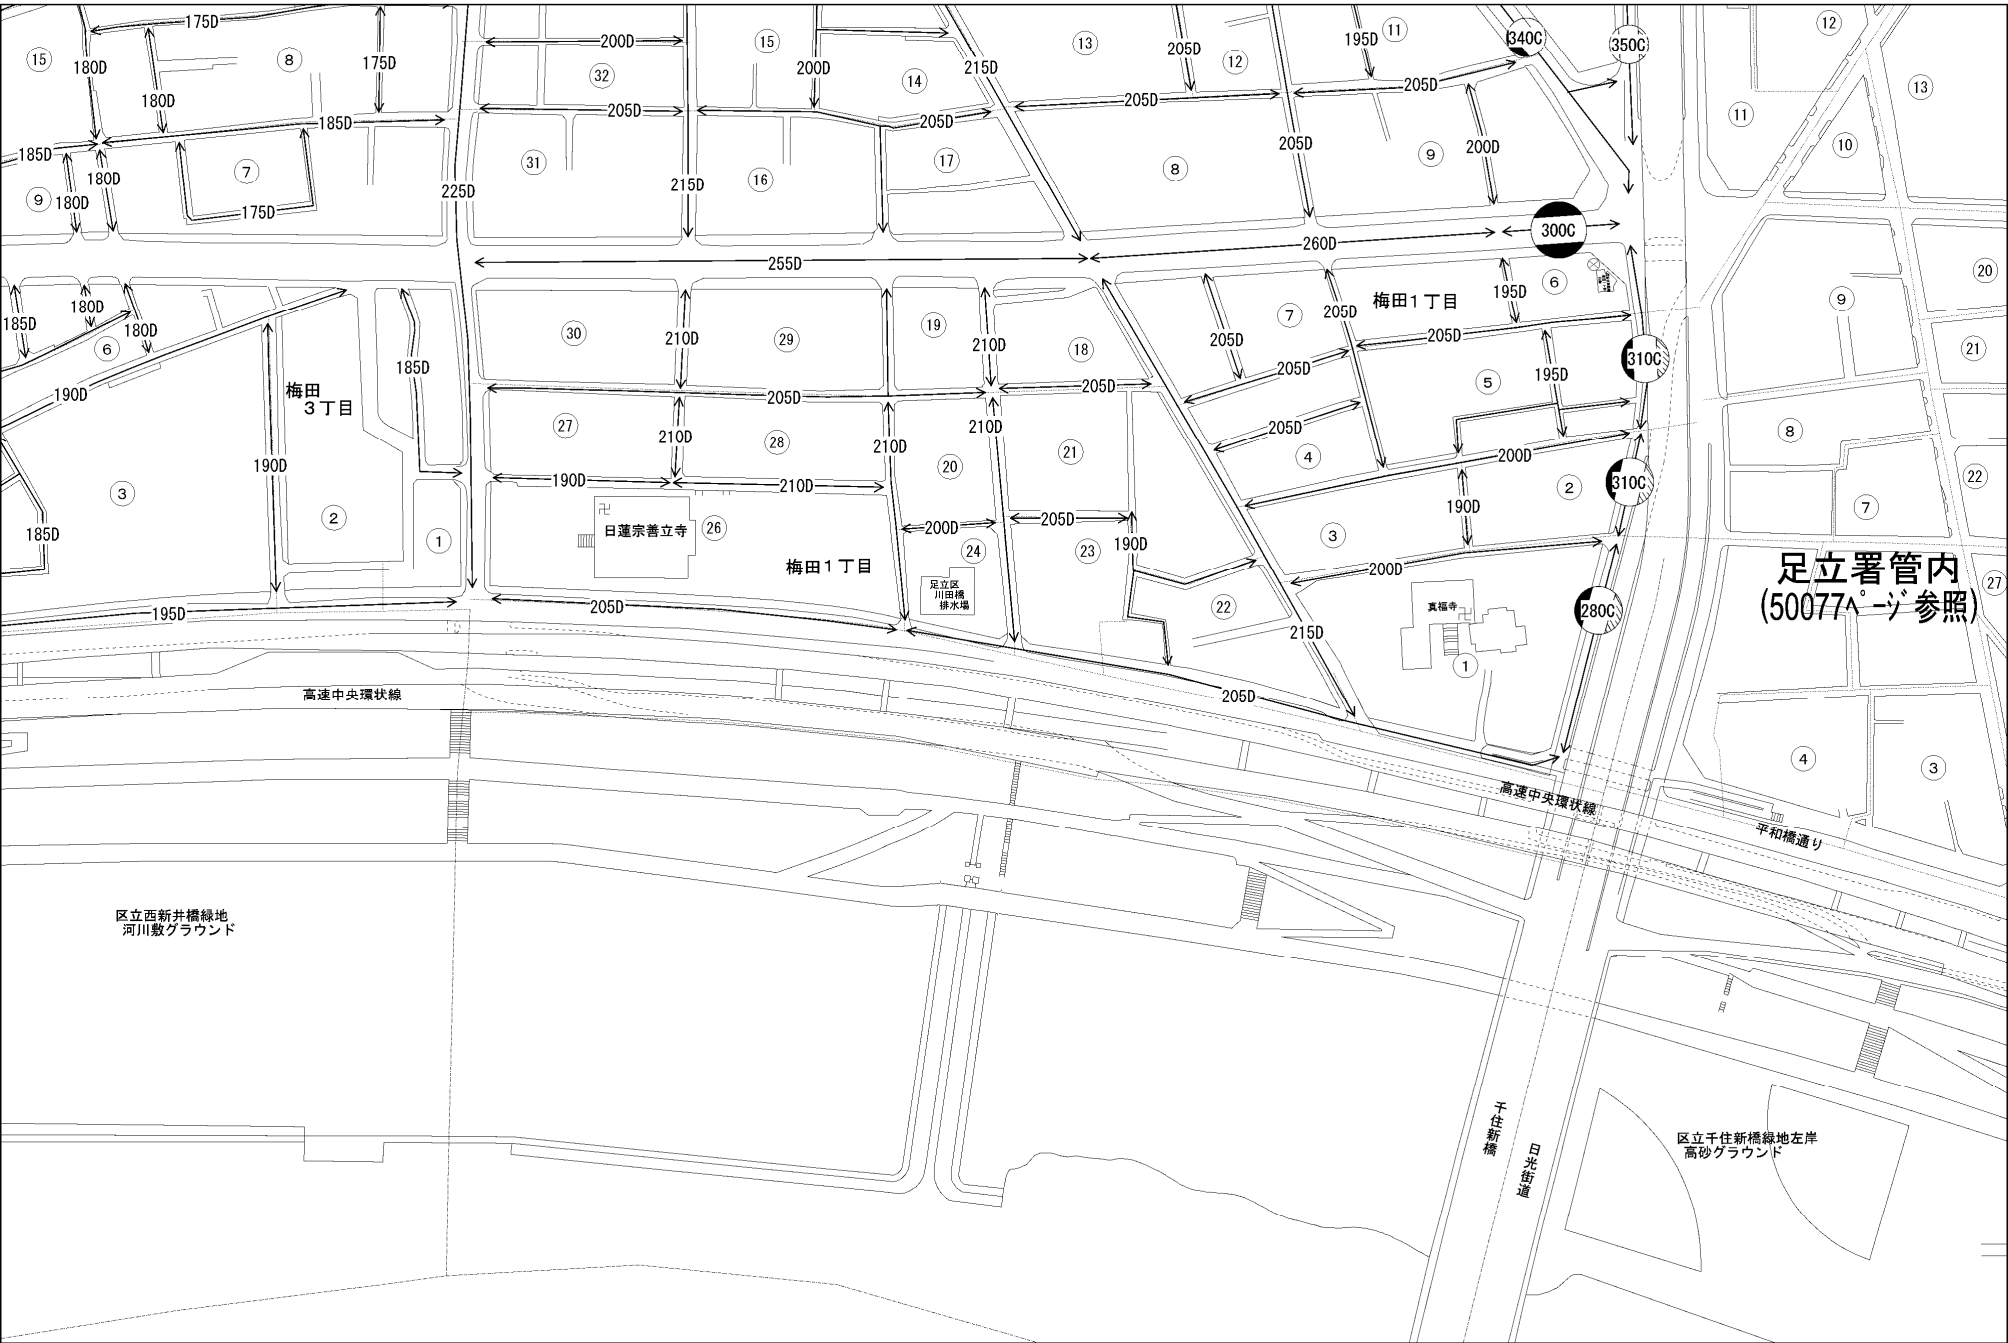 175D
200D
⑬
205D
⑫
195D
⑪
340C
350C
⑫
⑮
180D
⑧
175D
㉜
⑮
200D
⑭
215D
⑬
180D
205D
205D
205D
205D
⑪
185D
205D
⑩
185D
⑦
㉛
⑯
⑰
⑧
205D
⑨
200D
⑨
180D
180D
175D
225D
215D
300C
260D
255D
⑳
185D
180D
180D
⑥
㉚
210D
㉙
⑲
210D
⑱
205D
⑦
205D
梅田1丁目
195D
⑥
205D
⑨
㉑
310C
190D
梅田
3丁目
185D
205D
205D
205D
⑤
195D
㉗
210D
㉘
210D
210D
㉑
205D
④
200D
⑧
190D
③
②
①
190D
210D
⑳
310C
②
190D
⑦
㉒
185D
日蓮宗善立寺
㉖
200D
205D
190D
③
梅田1丁目
㉔
㉓
200D
足立署管内
(50077ページ参照)
㉗
足立区
川田橋
排水場
195D
205D
㉒
215D
真福寺
①
280C
高速中央環状線
205D
④
③
高速中央環状線
平和橋通り
区立西新井橋緑地
河川敷グラウンド
千住新橋
日光街道
区立千住新橋緑地左岸
高砂グラウンド